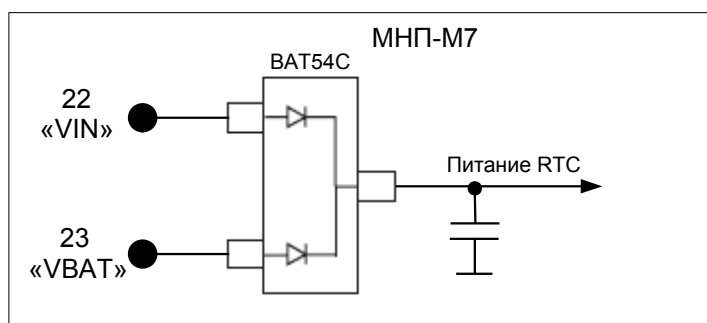 МНП-М7
BAT54C
22
«VIN»
Питание RTC
23
«VBAT»